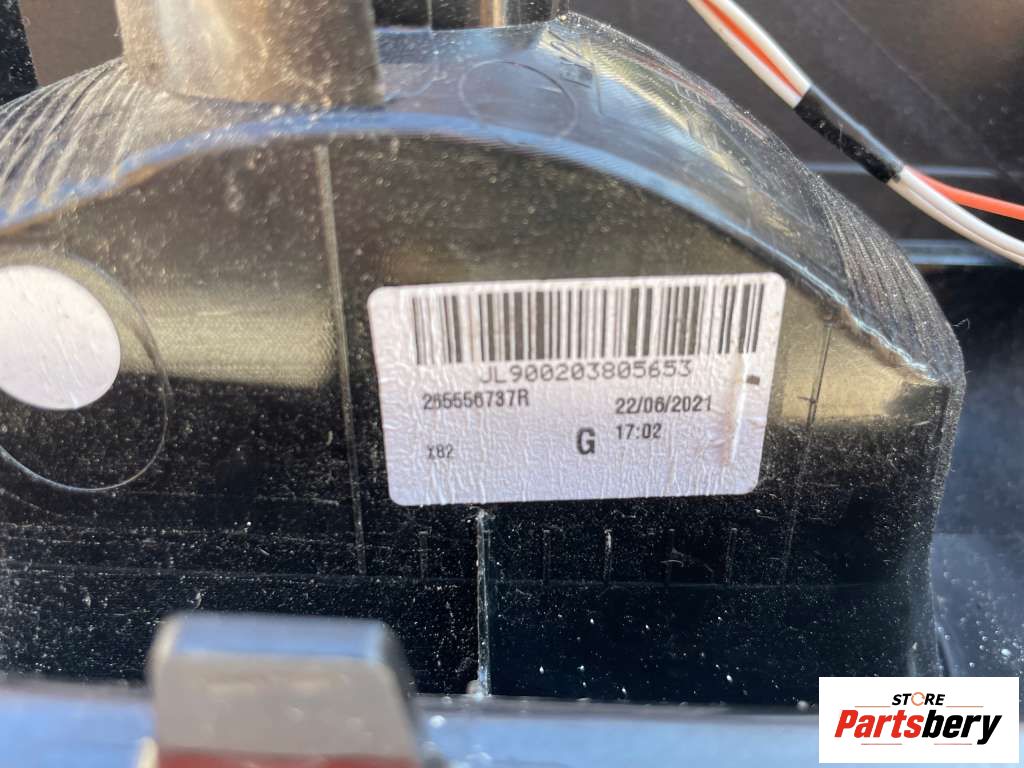 JL900203805653
265556737R
22/06/2021
17:02
G
X82
STORE
Partsbery